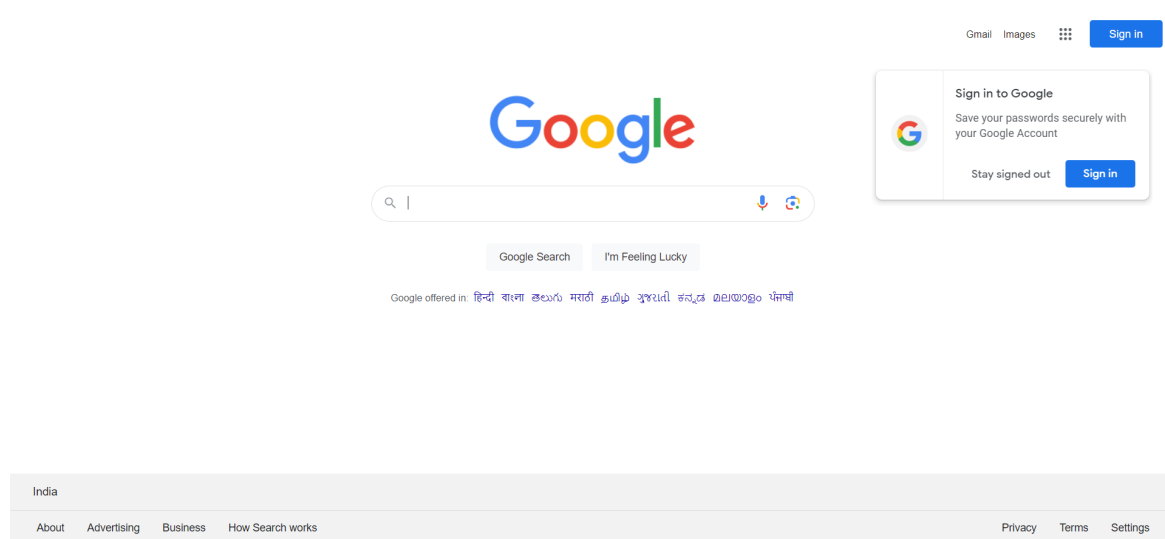 Gmail Images Sign in
Sign in to Google
Save your passwords securely with
your Google Account
Stay signed out Sign in
Google
Google Search I'm Feeling Lucky
Google offered in: हिन्दी বাংলা తెలుగు मराठी தமிழ் ગુજરાતી ಕನ್ನಡ മലയാളം ਪੰਜਾਬੀ
India
About Advertising Business How Search works Privacy Terms Settings